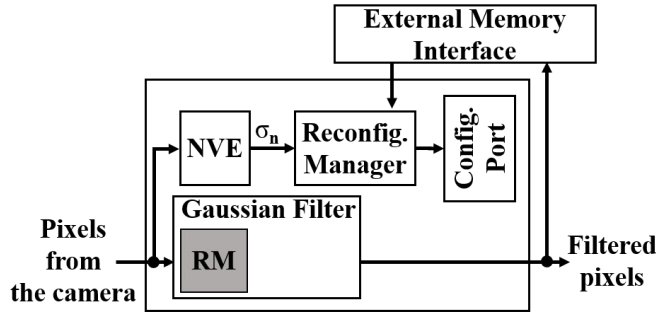 External Memory
Interface
NVE
σn
Reconfig.
Manager
Config.
Port
Gaussian Filter
RM
Pixels
from
the camera
Filtered
pixels